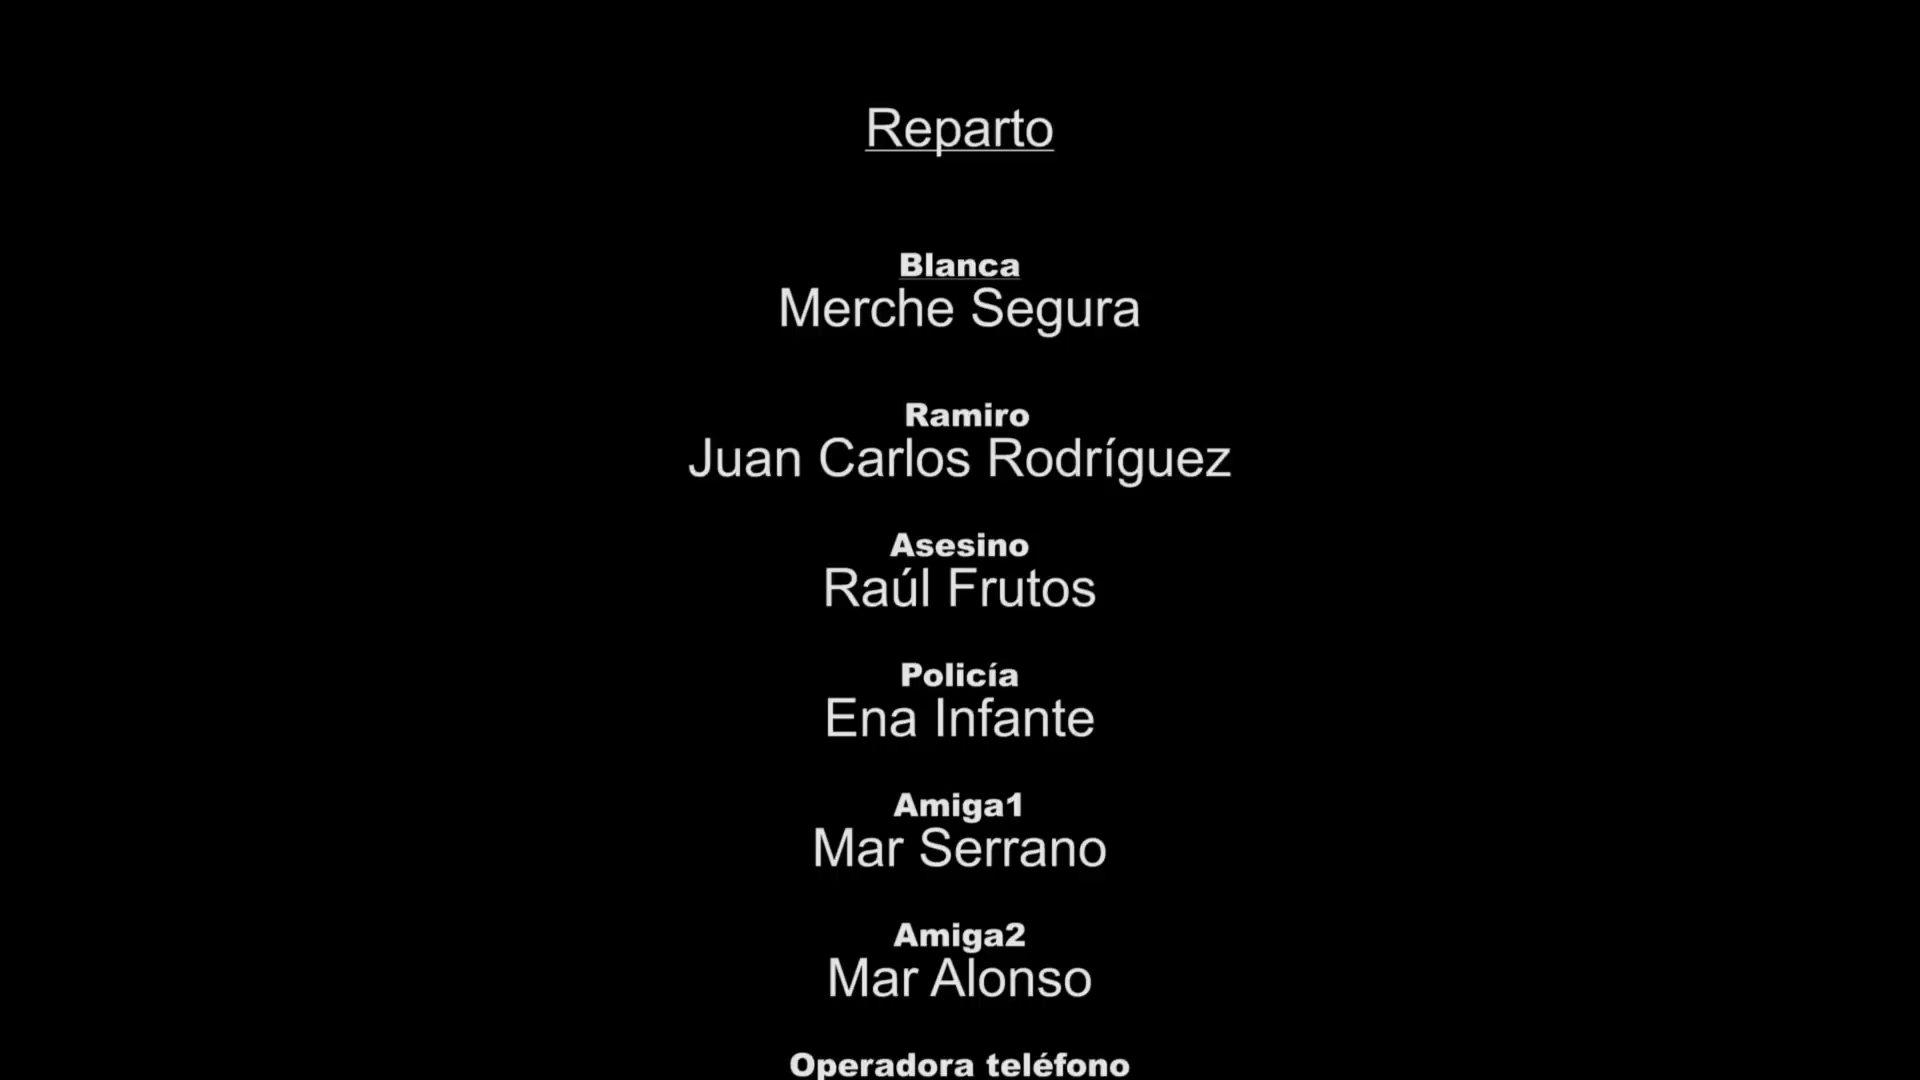 Reparto
Blanca
Merche Segura
Ramiro
Juan Carlos Rodríguez
Asesino
Raúl Frutos
Policía
Ena Infante
Amiga1
Mar Serrano
Amiga2
Mar Alonso
Operadora teléfono